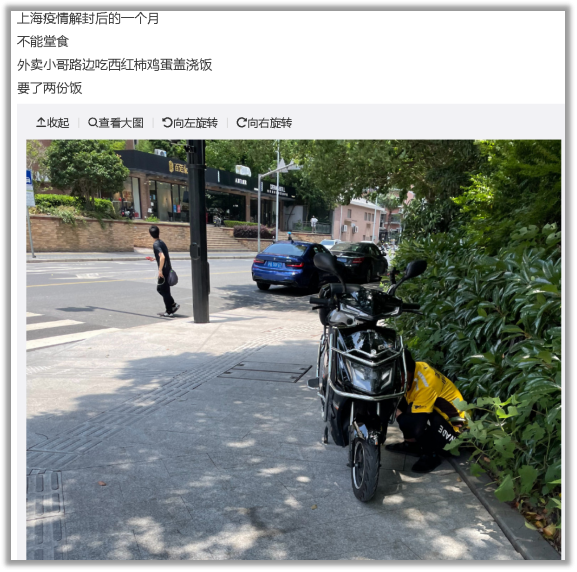 上海疫情解封后的一个月
不能堂食
外卖小哥路边吃西红柿鸡蛋盖浇饭
要了两份饭
收起
查看大图
向左旋转
向右旋转